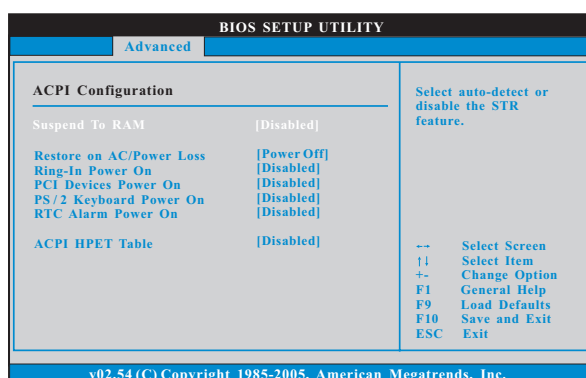 BIOS SETUP UTILITY
Advanced
ACPI Configuration
Suspend To RAM [Disabled]
Restore on AC/Power Loss [Power Off]
Ring-In Power On [Disabled]
PCI Devices Power On [Disabled]
PS/2 Keyboard Power On [Disabled]
RTC Alarm Power On [Disabled]
ACPI HPET Table [Disabled]
Select auto-detect or
disable the STR
feature.
←→ Select Screen
↑↓ Select Item
+- Change Option
F1 General Help
F9 Load Defaults
F10 Save and Exit
ESC Exit
v02.54 (C) Copyright 1985-2005, American Megatrends, Inc.